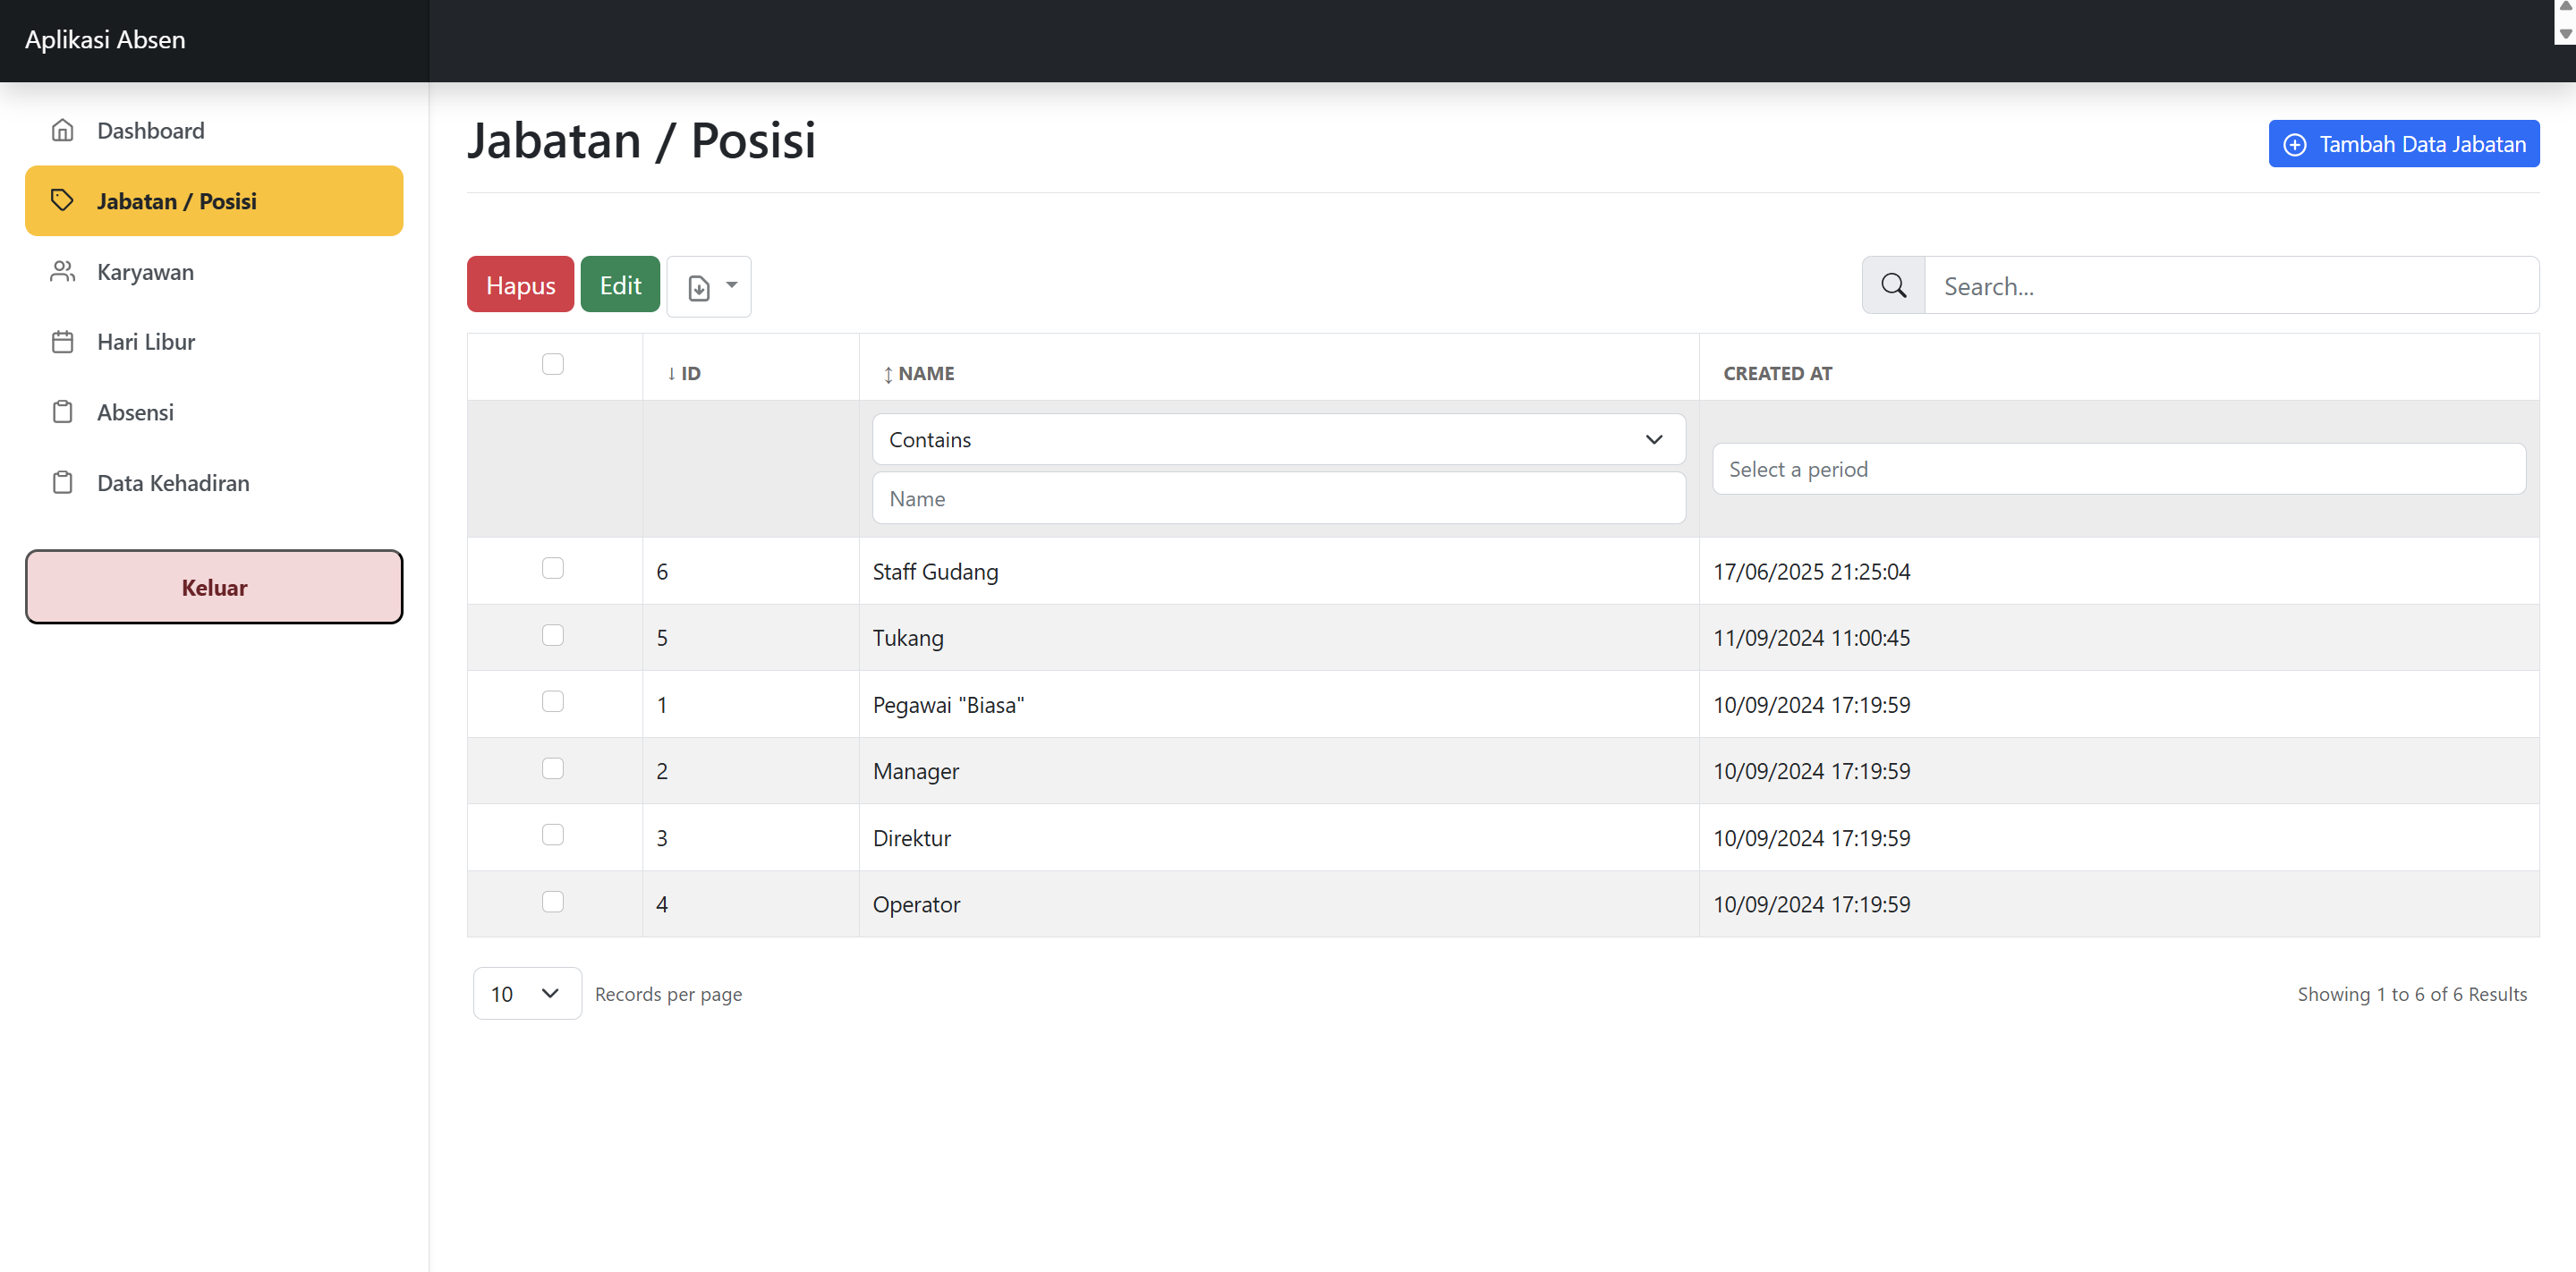 Aplikasi Absen
Dashboard
Jabatan / Posisi
Karyawan
Hari Libur
Absensi
Data Kehadiran
Keluar
Jabatan / Posisi
Tambah Data Jabatan
Hapus Edit
Search...
↓ ID ↕ NAME CREATED AT
Contains
Name
Select a period
6 Staff Gudang 17/06/2025 21:25:04
5 Tukang 11/09/2024 11:00:45
1 Pegawai "Biasa" 10/09/2024 17:19:59
2 Manager 10/09/2024 17:19:59
3 Direktur 10/09/2024 17:19:59
4 Operator 10/09/2024 17:19:59
10 Records per page
Showing 1 to 6 of 6 Results